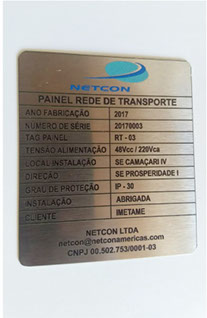 NETCON
PAINEL REDE DE TRANSPORTE
ANO FABRICAÇÃO 2017
NÚMERO DE SÉRIE 20170003
TAG PAINEL RT - 03
TENSÃO ALIMENTAÇÃO 48Vcc / 220Vca
LOCAL INSTALAÇÃO SE CAMAÇARI IV
DIREÇÃO SE PROSPERIDADE I
GRAU DE PROTEÇÃO IP - 30
INSTALAÇÃO ABRIGADA
CLIENTE IMETAME
NETCON LTDA
netcon@netconamericas.com
CNPJ 00.502.753/0001-03